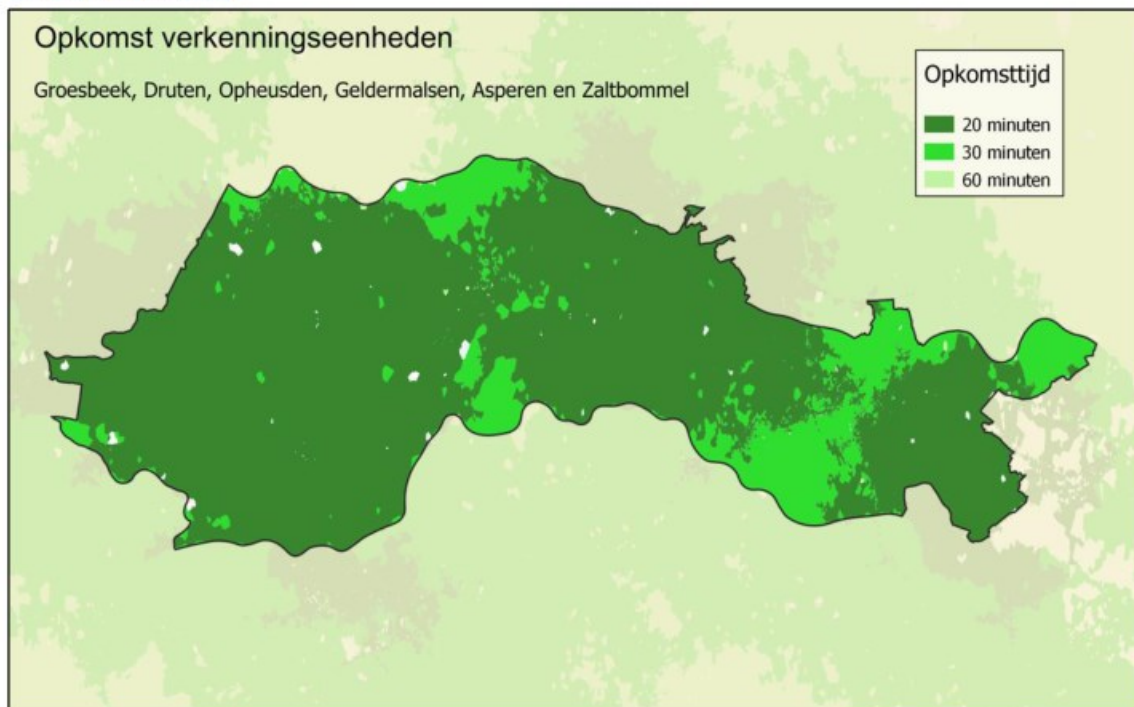 Opkomst verkenningseenheden
Groesbeek, Druten, Opheusden, Geldermalsen, Asperen en Zaltbommel
Opkomsttijd
20 minuten
30 minuten
60 minuten